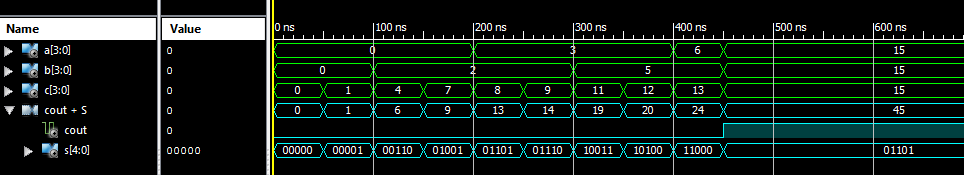 Name Value 0 ns 100 ns 200 ns 300 ns 400 ns 500 ns 600 ns
a[3:0] 0 0 3 6 15
b[3:0] 0 0 2 5 15
c[3:0] 0 0 1 4 7 8 9 11 12 13 15
cout + S 0 0 1 6 9 13 14 19 20 24 45
cout 0
s[4:0] 00000 00000 00001 00110 01001 01101 01110 10011 10100 11000 01101